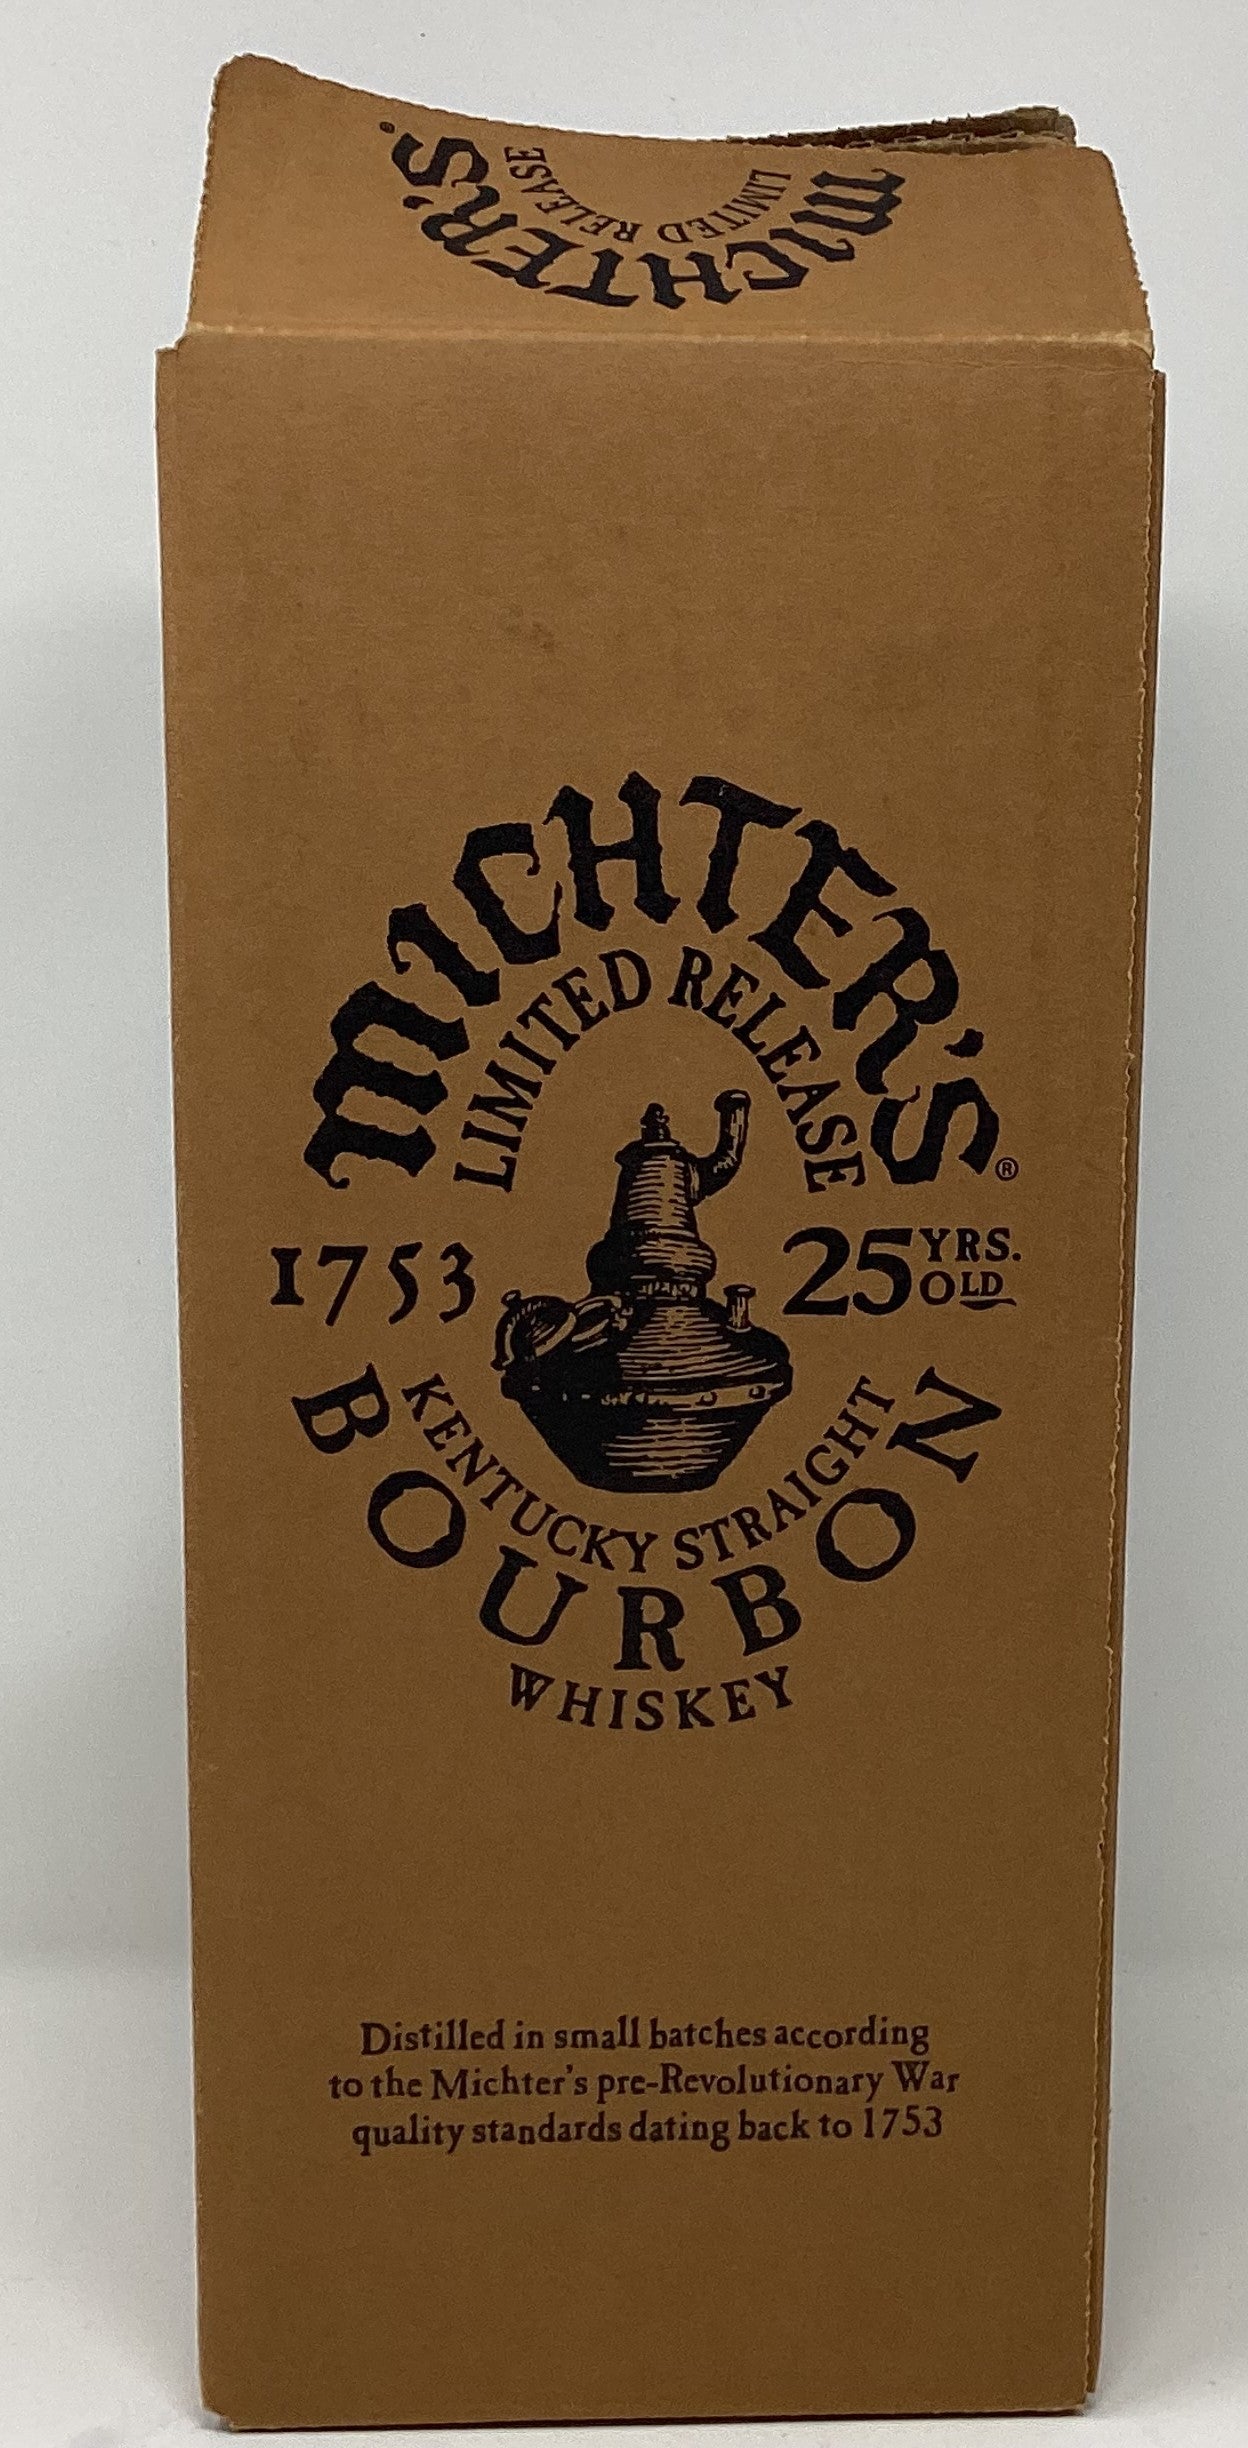 MICHTER'S®
LIMITED RELEASE
MICHTER'S®
LIMITED RELEASE
1753
25 YRS. OLD
KENTUCKY STRAIGHT
BOURBON
WHISKEY
Distilled in small batches according
to the Michter's pre-Revolutionary War
quality standards dating back to 1753